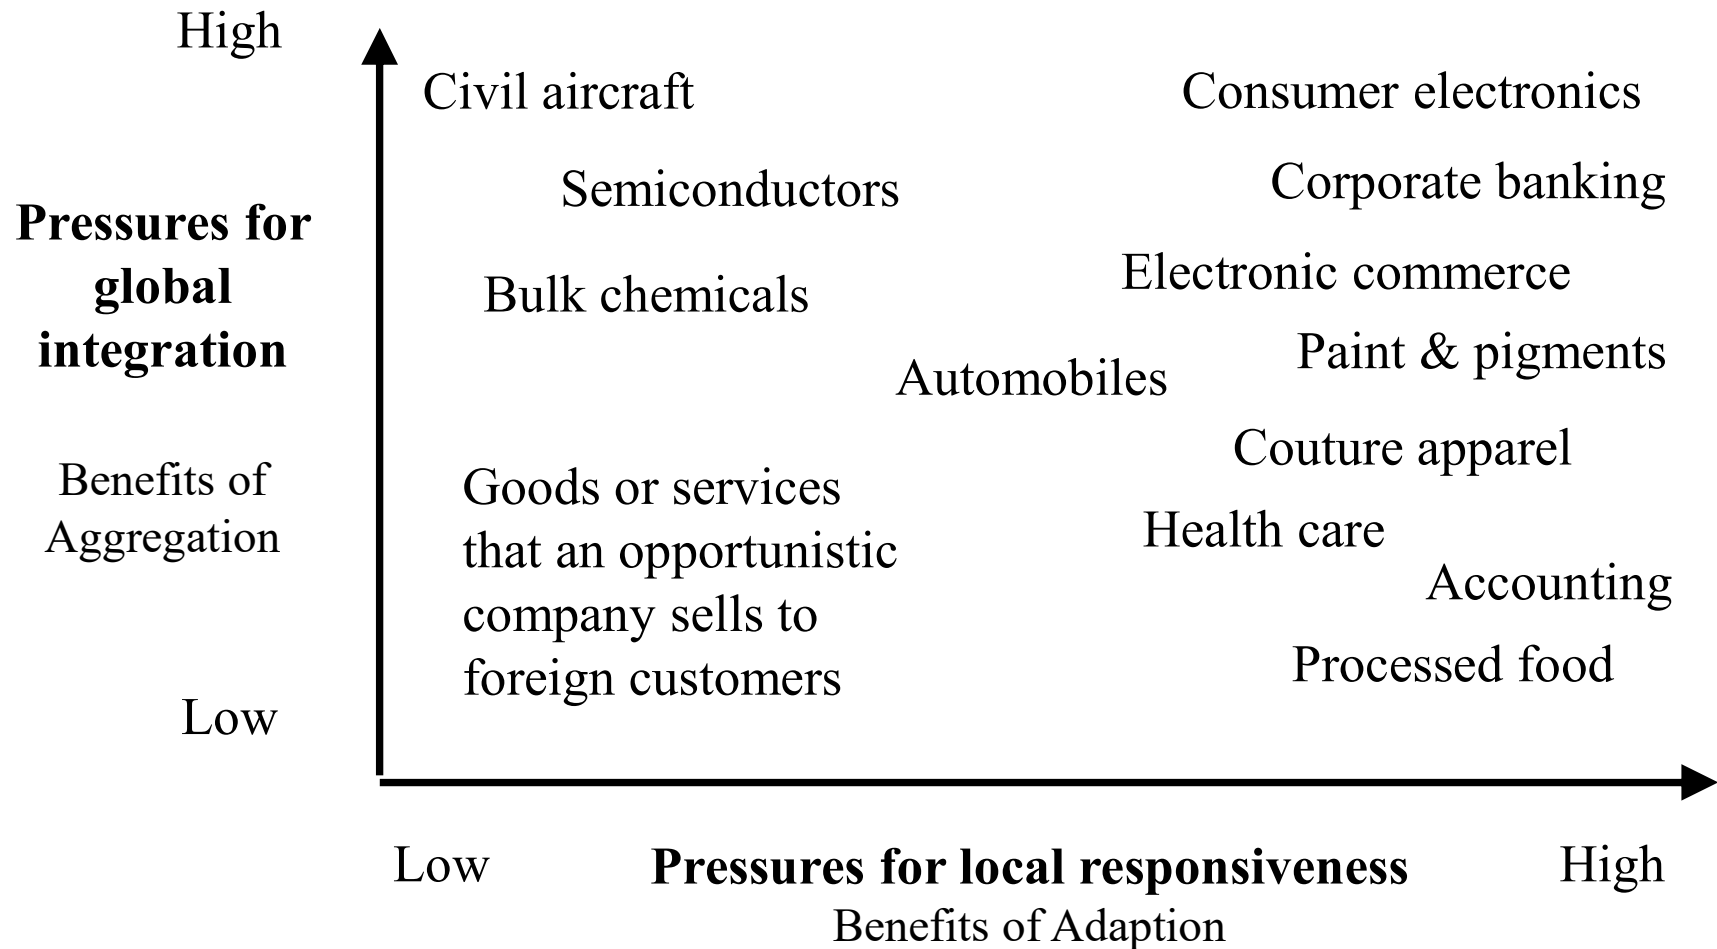 High
Civil aircraft
Consumer electronics
Semiconductors
Corporate banking
Pressures for
global
integration
Electronic commerce
Bulk chemicals
Paint & pigments
Automobiles
Couture apparel
Benefits of
Aggregation
Goods or services
that an opportunistic
company sells to
foreign customers
Health care
Accounting
Processed food
Low
Low
Pressures for local responsiveness
High
Benefits of Adaption